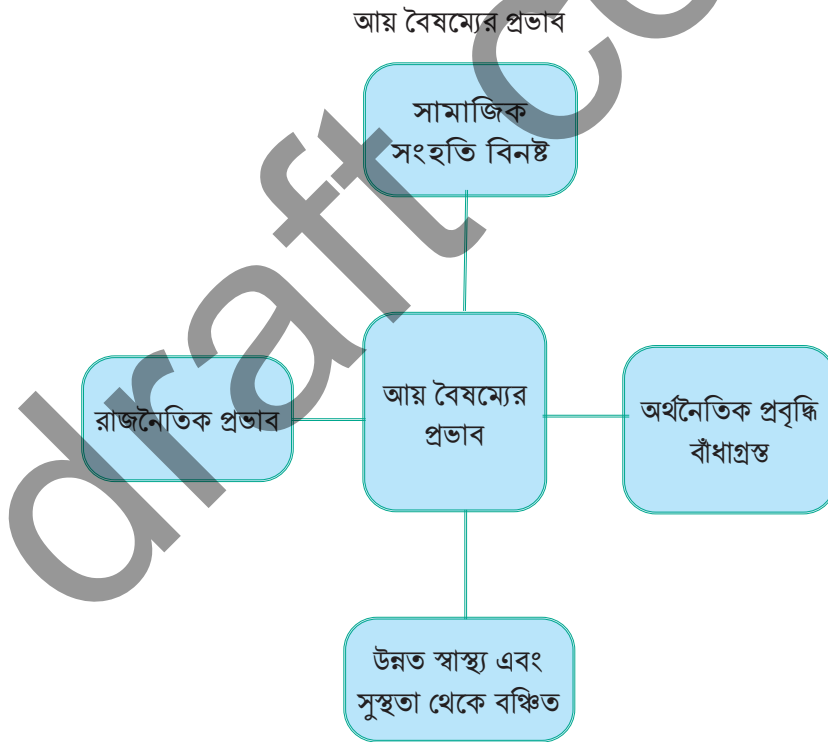 আয় বৈষম্যের প্রভাব
সামাজিক
সংহতি বিনষ্ট
রাজনৈতিক প্রভাব
আয় বৈষম্যের
প্রভাব
অর্থনৈতিক প্রবৃদ্ধি
বাঁধাগ্রস্ত
উন্নত স্বাস্থ্য এবং
সুস্থতা থেকে বঞ্চিত
draft